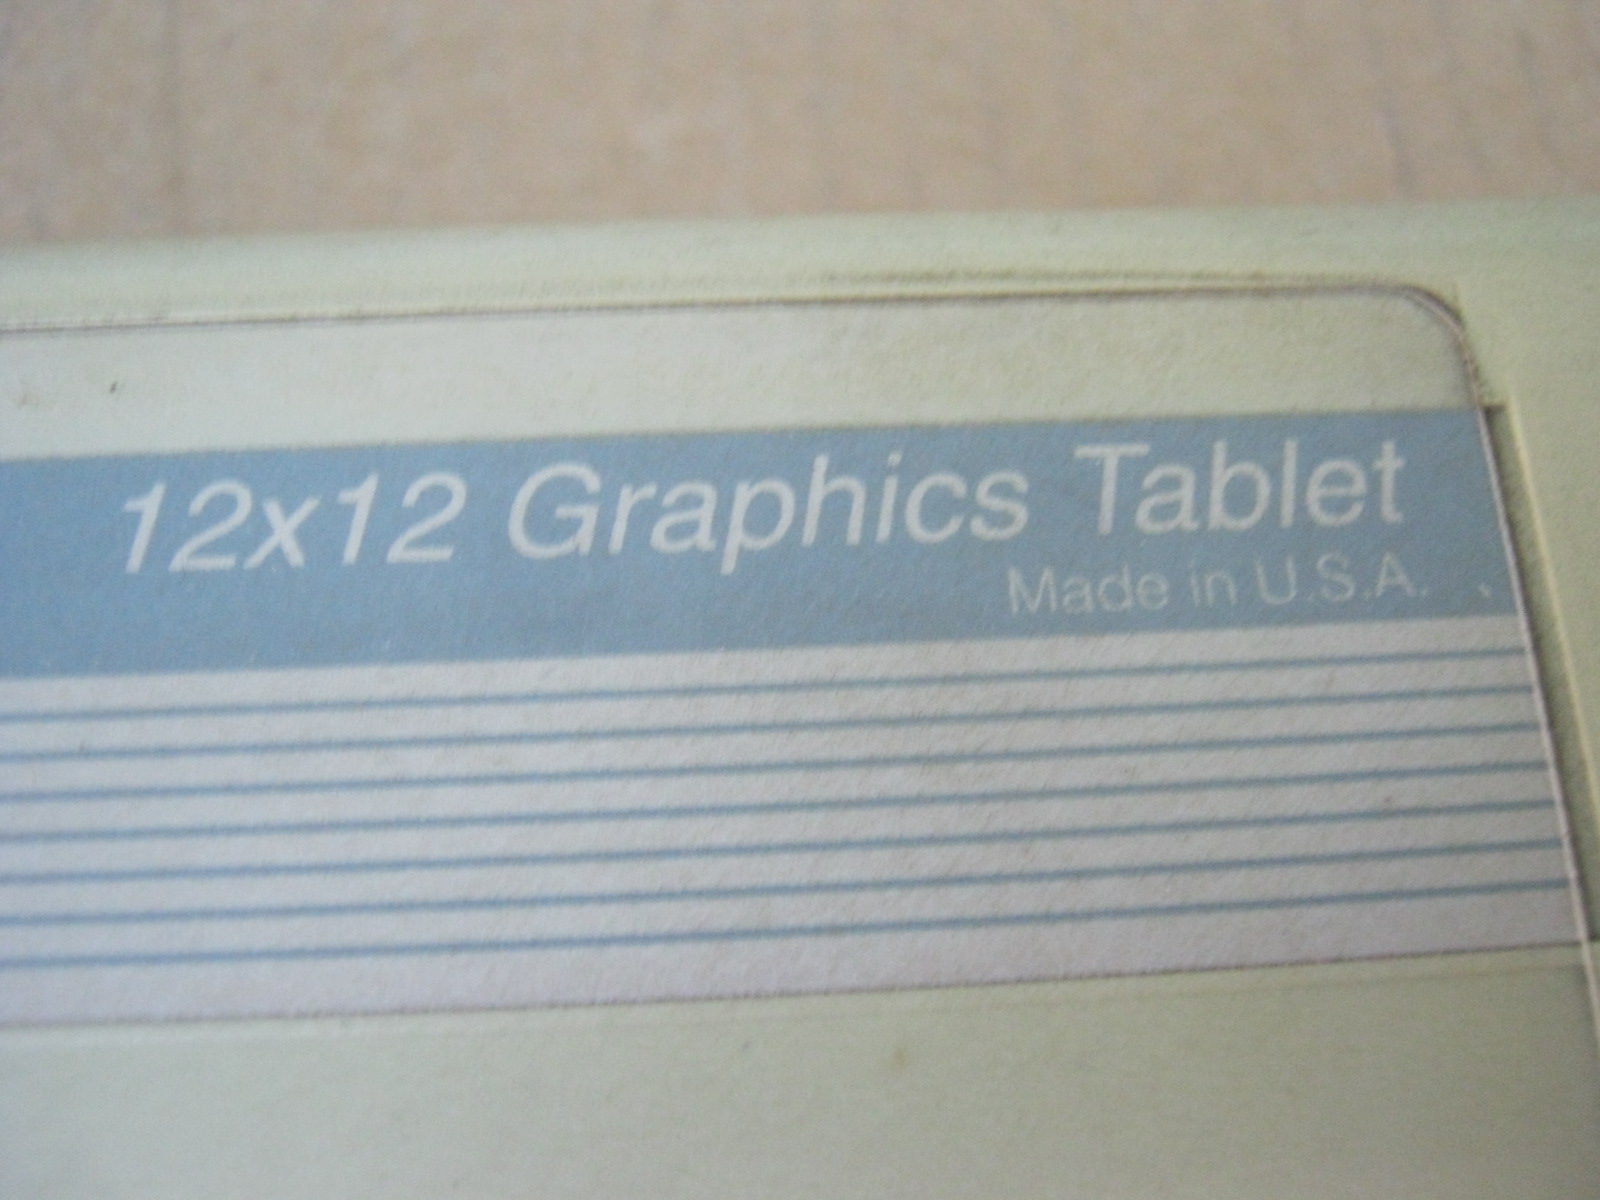 12x12 Graphics Tablet
Made in U.S.A.